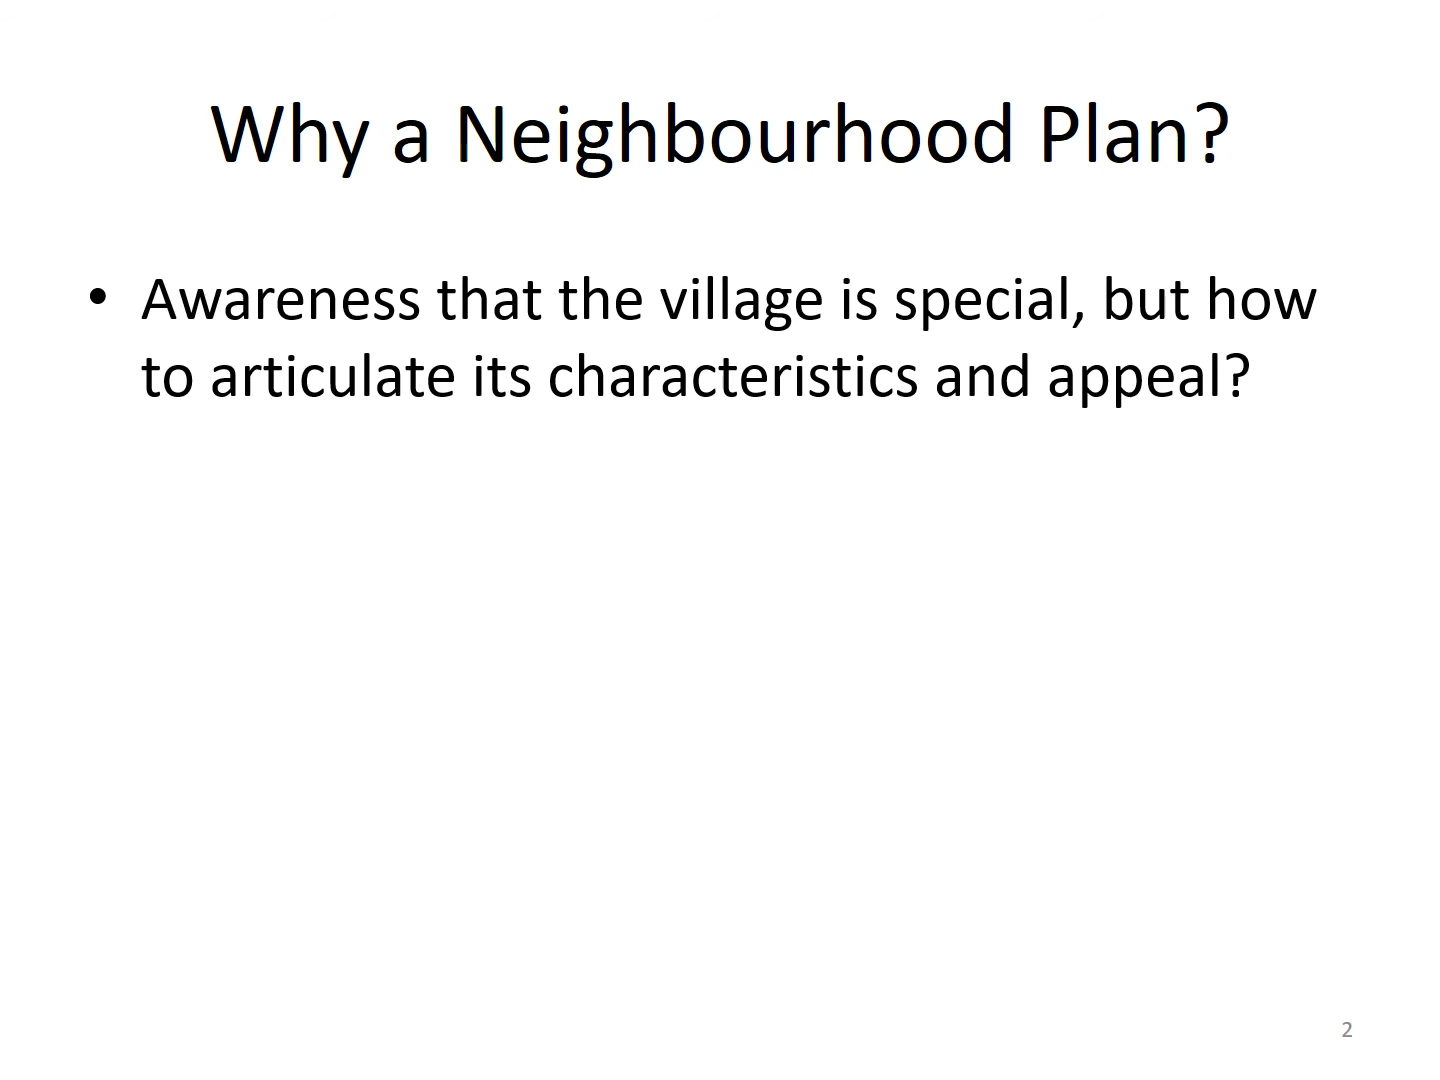 Why a Neighbourhood Plan?
• Awareness that the village is special, but how
to articulate its characteristics and appeal?
2